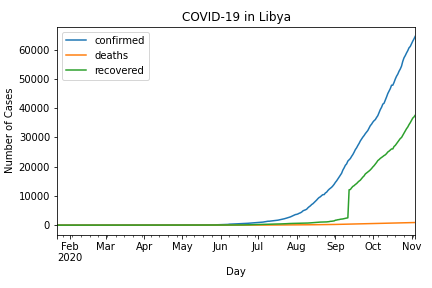 COVID-19 in Libya
confirmed
deaths
recovered
Number of Cases
60000
50000
40000
30000
20000
10000
0
Feb Mar Apr May Jun Jul Aug Sep Oct Nov
2020
Day